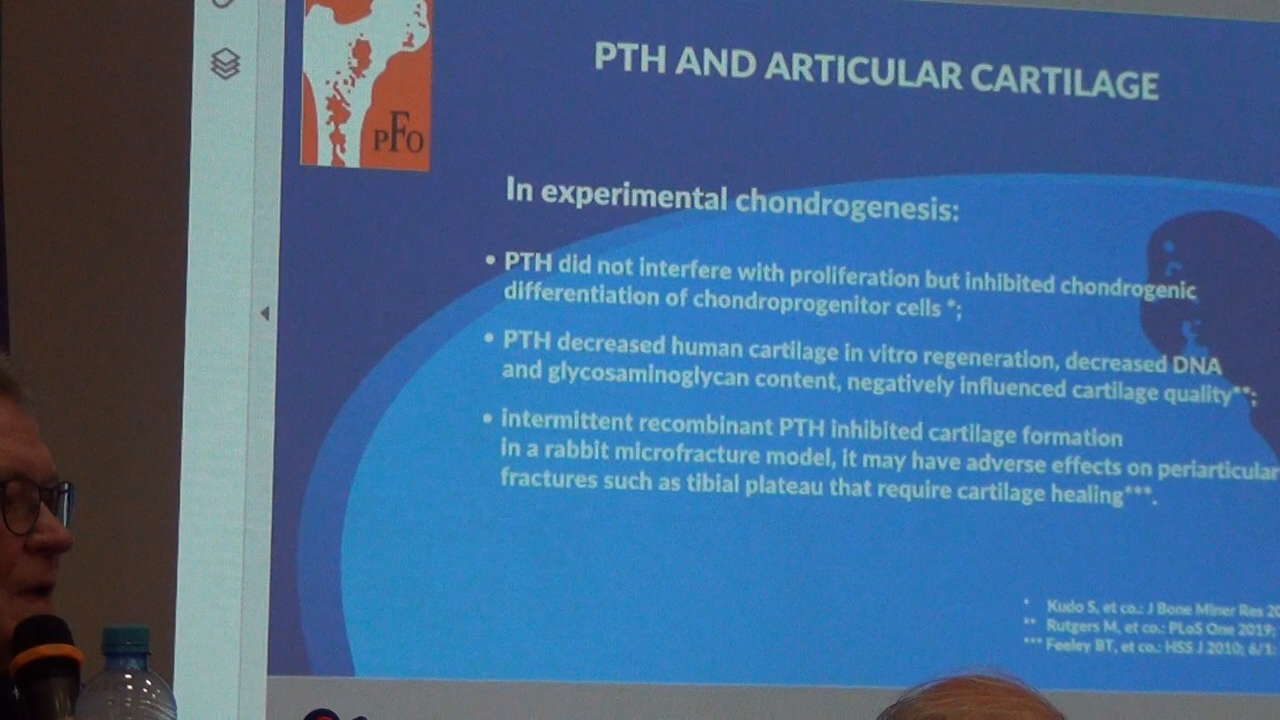 PFO
PTH AND ARTICULAR CARTILAGE
In experimental chondrogenesis:
• PTH did not interfere with proliferation but inhibited chondrogenic
differentiation of chondroprogenitor cells *;
• PTH decreased human cartilage in vitro regeneration, decreased DNA
and glycosaminoglycan content, negatively influenced cartilage quality**;
• intermittent recombinant PTH inhibited cartilage formation
in a rabbit microfracture model, it may have adverse effects on periarticular
fractures such as tibial plateau that require cartilage healing***.
* Kudo S, et co.: J Bone Miner Res 20
** Rutgers M, et co.: PLoS One 2019;
*** Feeley BT, et co.: HSS J 2010; 6/1: